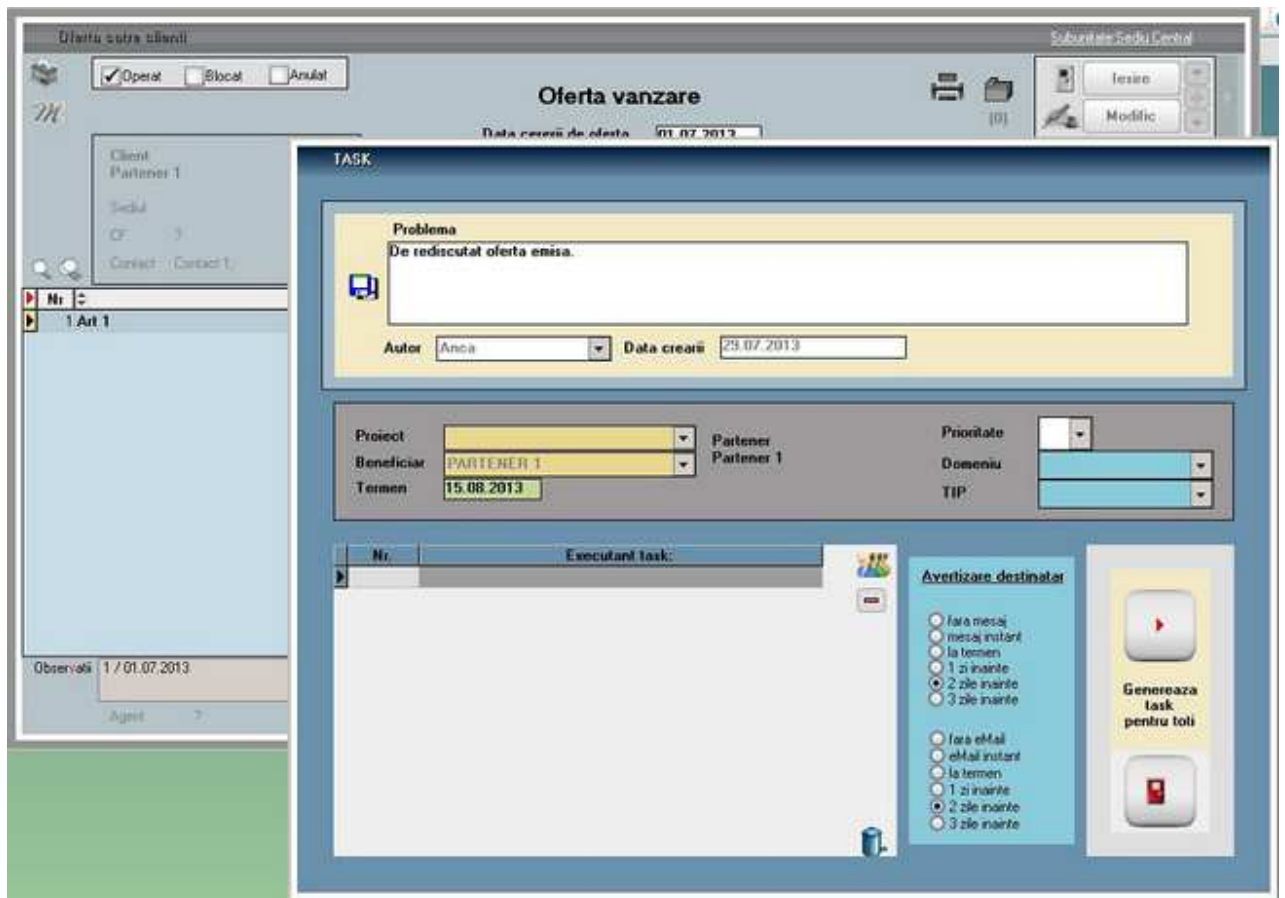 Oferta catre clienti
Subunitate Sediu Central
Operat Blocat Anulat
Oferta vanzare
Iesire
[0]
Modific
Data cererii de oferta 01.07.2013
Client
Partener 1
Sediul
CF ?
Contact Contact 1,
Nr
1 Art 1
Observatii 1 / 01.07.2013
Agent ?
TASK
Problema
De rediscutat oferta emisa.
Autor Anca Data crearii 29.07.2013
Proiect Partener Prioritate
Beneficiar PARTENER 1 Partener 1 Domeniu
Termen 15.08.2013 TIP
Nr. Executant task:
Avertizare destinatar
fara mesaj
mesaj instant
la termen
1 zi inainte
2 zile inainte
3 zile inainte
fara eMail
eMail instant
la termen
1 zi inainte
2 zile inainte
3 zile inainte
Genereaza
task
pentru toti